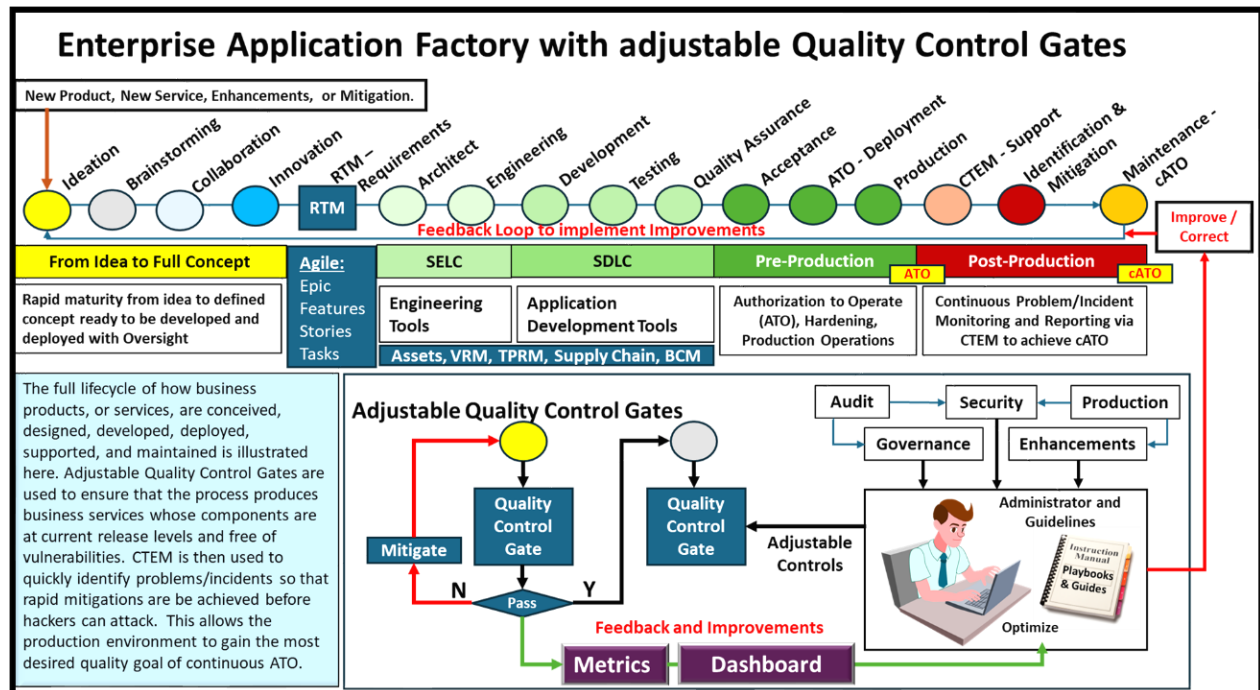 Enterprise Application Factory with adjustable Quality Control Gates
New Product, New Service, Enhancements, or Mitigation.
Ideation
Brainstorming
Collaboration
Innovation
RTM –
Requirements
Architect
Engineering
Development
Testing
Quality Assurance
Acceptance
ATO - Deployment
Production
CTEM - Support
Identification &
Mitigation
Maintenance -
cATO
RTM
Feedback Loop to implement Improvements
Improve /
Correct
From Idea to Full Concept
Rapid maturity from idea to defined
concept ready to be developed and
deployed with Oversight
Agile:
Epic
Features
Stories
Tasks
SELC
SDLC
Pre-Production
ATO
Post-Production
cATO
Engineering
Tools
Application
Development Tools
Assets, VRM, TPRM, Supply Chain, BCM
Authorization to Operate
(ATO), Hardening,
Production Operations
Continuous Problem/Incident
Monitoring and Reporting via
CTEM to achieve cATO
The full lifecycle of how business
products, or services, are conceived,
designed, developed, deployed,
supported, and maintained is illustrated
here. Adjustable Quality Control Gates are
used to ensure that the process produces
business services whose components are
at current release levels and free of
vulnerabilities. CTEM is then used to
quickly identify problems/incidents so that
rapid mitigations are be achieved before
hackers can attack. This allows the
production environment to gain the most
desired quality goal of continuous ATO.
Adjustable Quality Control Gates
Quality
Control
Gate
Mitigate
N
Pass
Y
Quality
Control
Gate
Adjustable
Controls
Audit
Security
Production
Governance
Enhancements
Administrator and
Guidelines
Instruction
Manual
Playbooks
& Guides
Optimize
Feedback and Improvements
Metrics
Dashboard